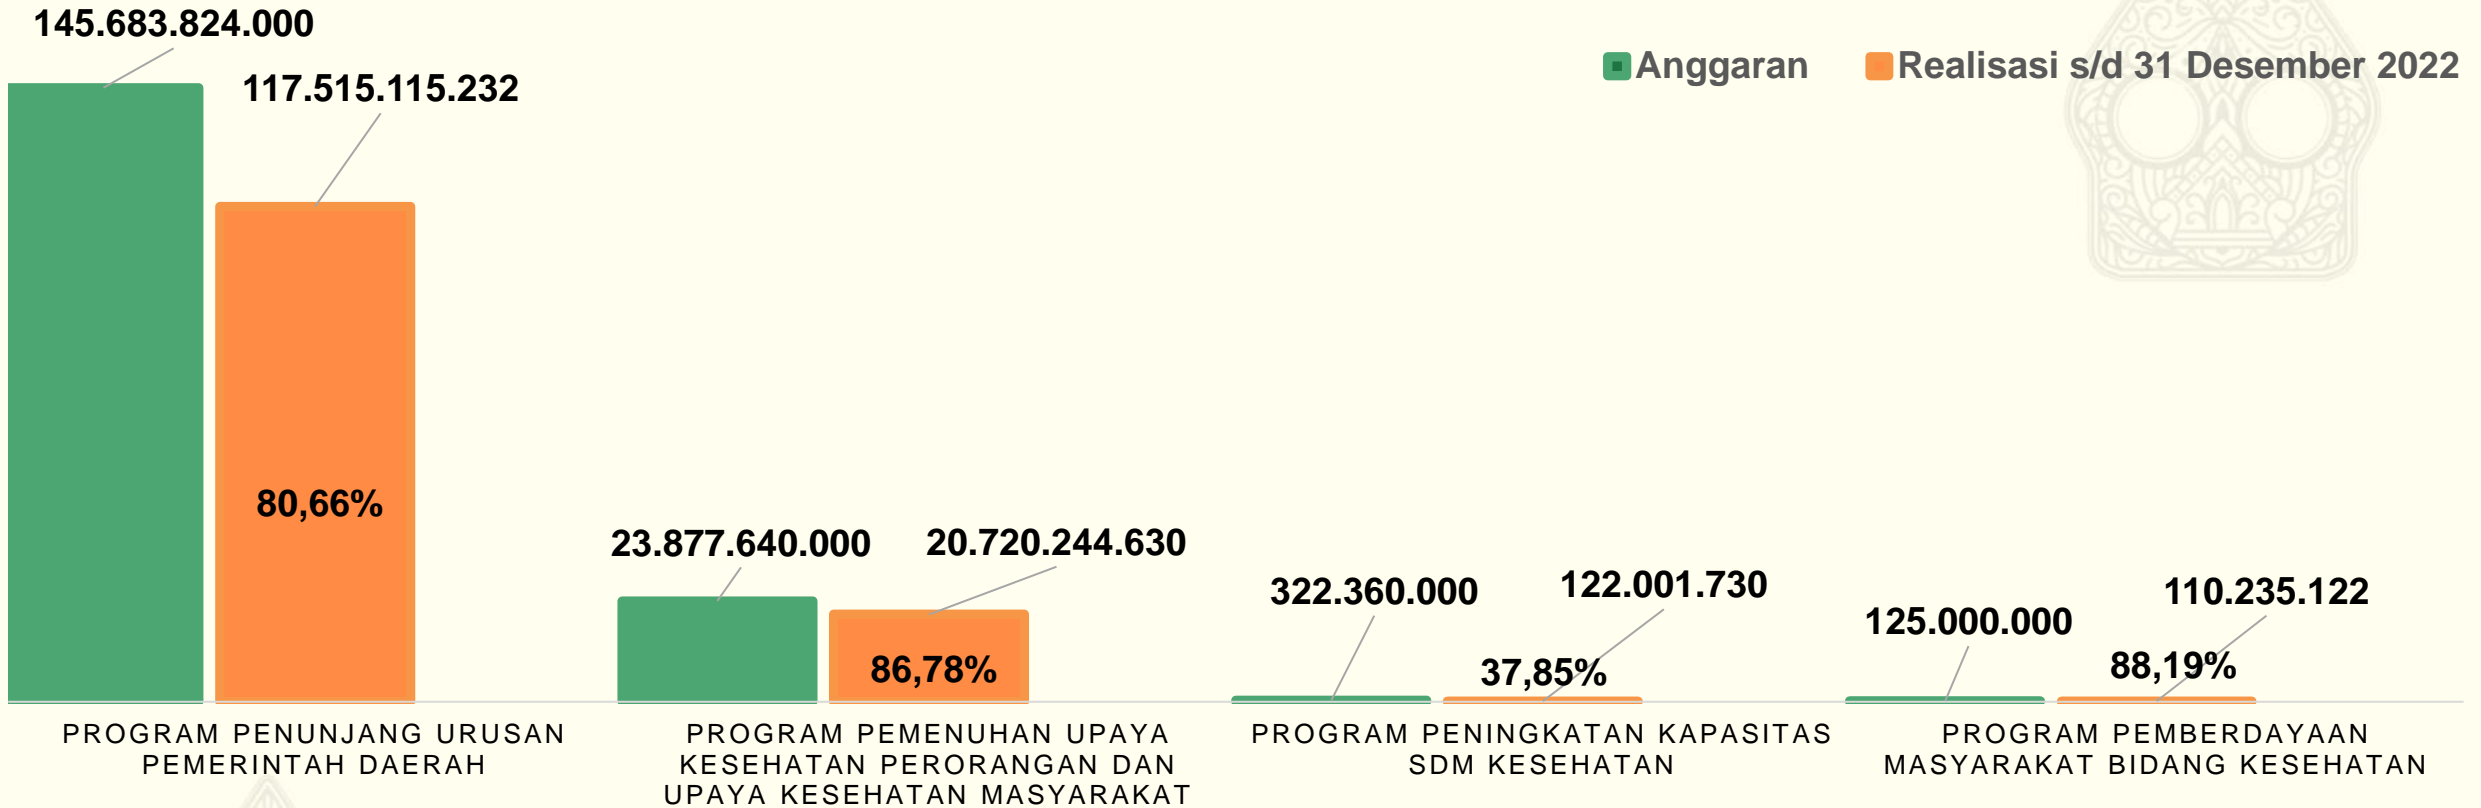 145.683.824.000
117.515.115.232
Anggaran
Realisasi s/d 31 Desember 2022
80,66%
23.877.640.000
20.720.244.630
86,78%
322.360.000
122.001.730
37,85%
125.000.000
110.235.122
88,19%
PROGRAM PENUNJANG URUSAN
PEMERINTAH DAERAH
PROGRAM PEMENUHAN UPAYA
KESEHATAN PERORANGAN DAN
UPAYA KESEHATAN MASYARAKAT
PROGRAM PENINGKATAN KAPASITAS
SDM KESEHATAN
PROGRAM PEMBERDAYAAN
MASYARAKAT BIDANG KESEHATAN